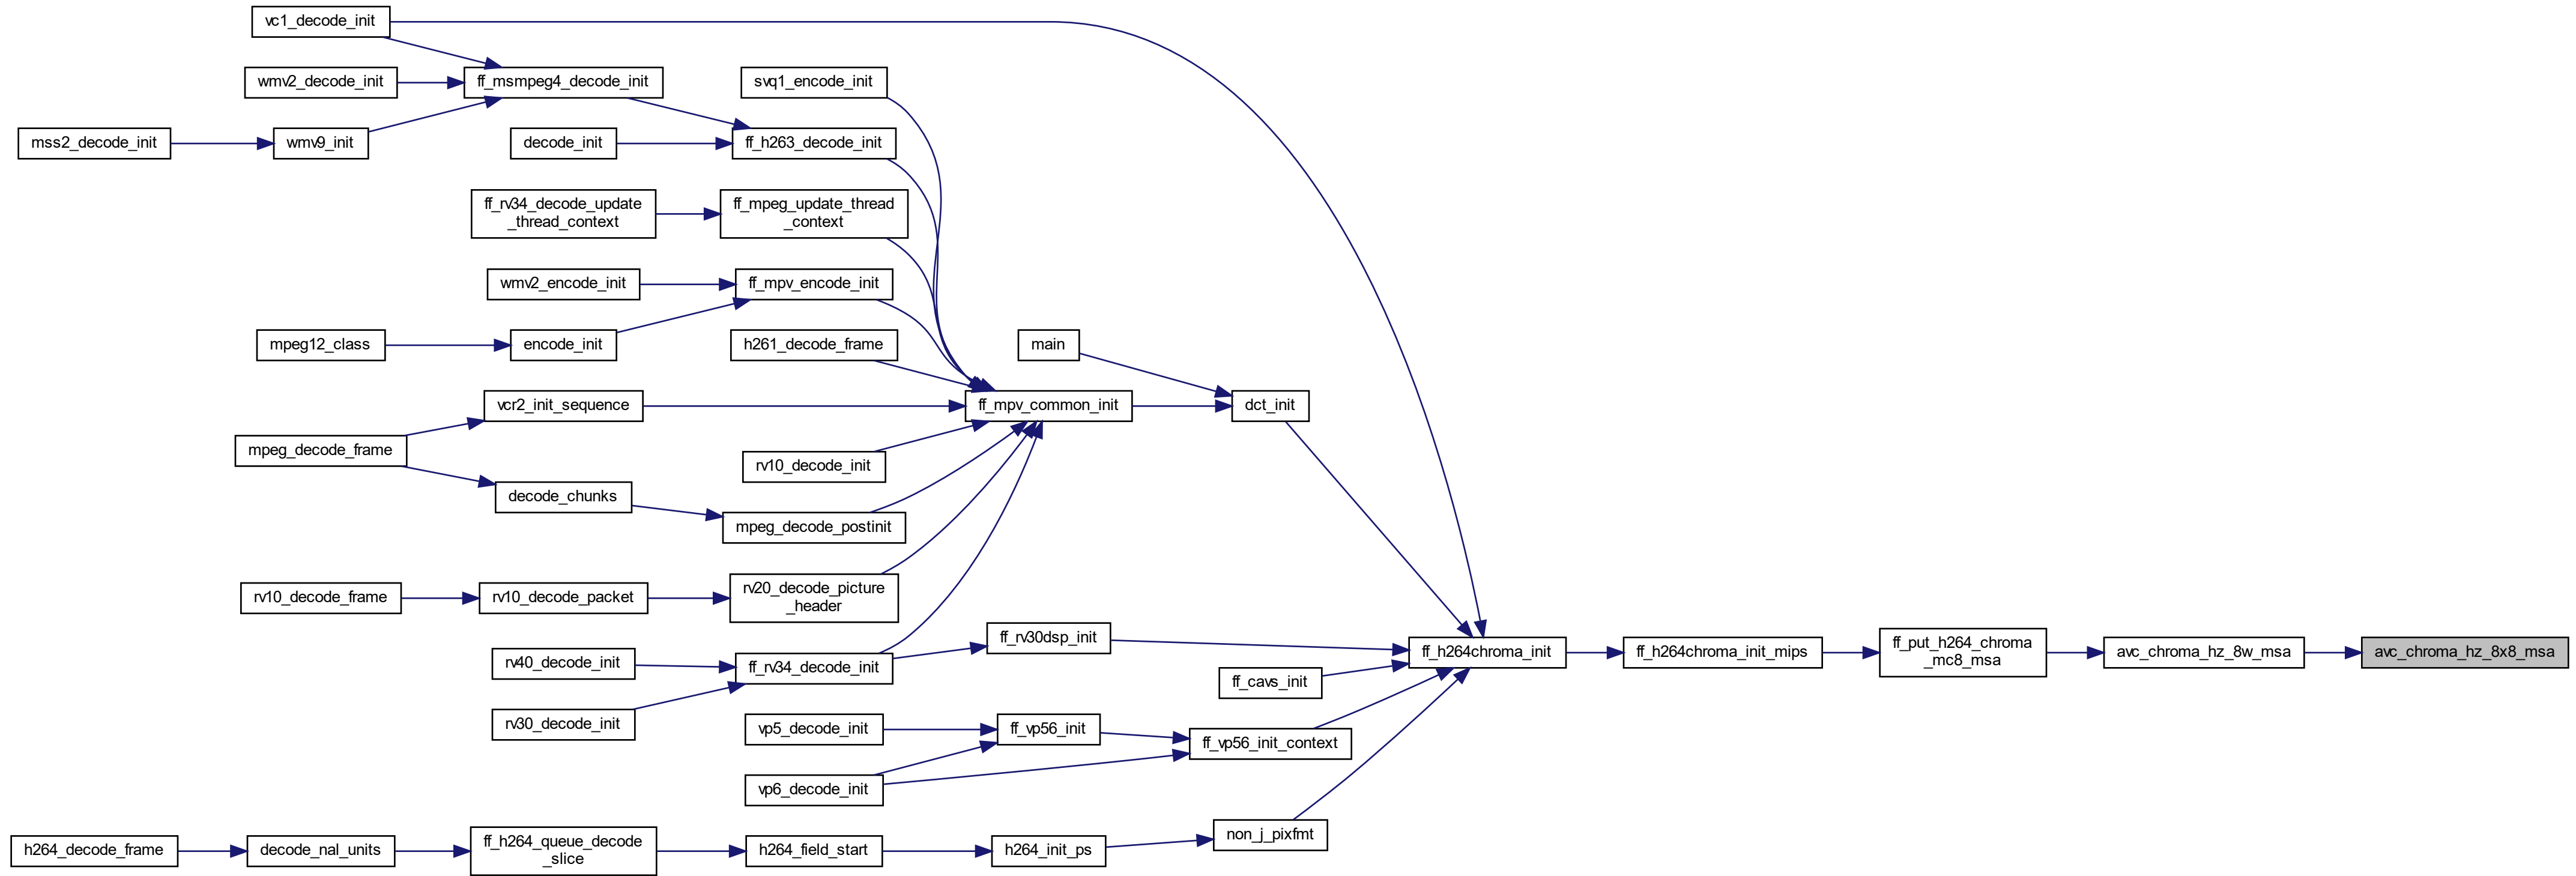 vc1_decode_init
wmv2_decode_init
ff_msmpeg4_decode_init
svq1_encode_init
mss2_decode_init
wmv9_init
decode_init
ff_h263_decode_init
ff_rv34_decode_update
_thread_context
ff_mpeg_update_thread
_context
wmv2_encode_init
ff_mpv_encode_init
mpeg12_class
encode_init
h261_decode_frame
main
vcr2_init_sequence
ff_mpv_common_init
dct_init
mpeg_decode_frame
rv10_decode_init
decode_chunks
mpeg_decode_postinit
rv10_decode_frame
rv10_decode_packet
rv20_decode_picture
_header
ff_rv30dsp_init
rv40_decode_init
ff_rv34_decode_init
ff_h264chroma_init
ff_h264chroma_init_mips
ff_put_h264_chroma
_mc8_msa
avc_chroma_hz_8w_msa
avc_chroma_hz_8x8_msa
ff_cavs_init
rv30_decode_init
vp5_decode_init
ff_vp56_init
ff_vp56_init_context
vp6_decode_init
non_j_pixfmt
h264_decode_frame
decode_nal_units
ff_h264_queue_decode
_slice
h264_field_start
h264_init_ps